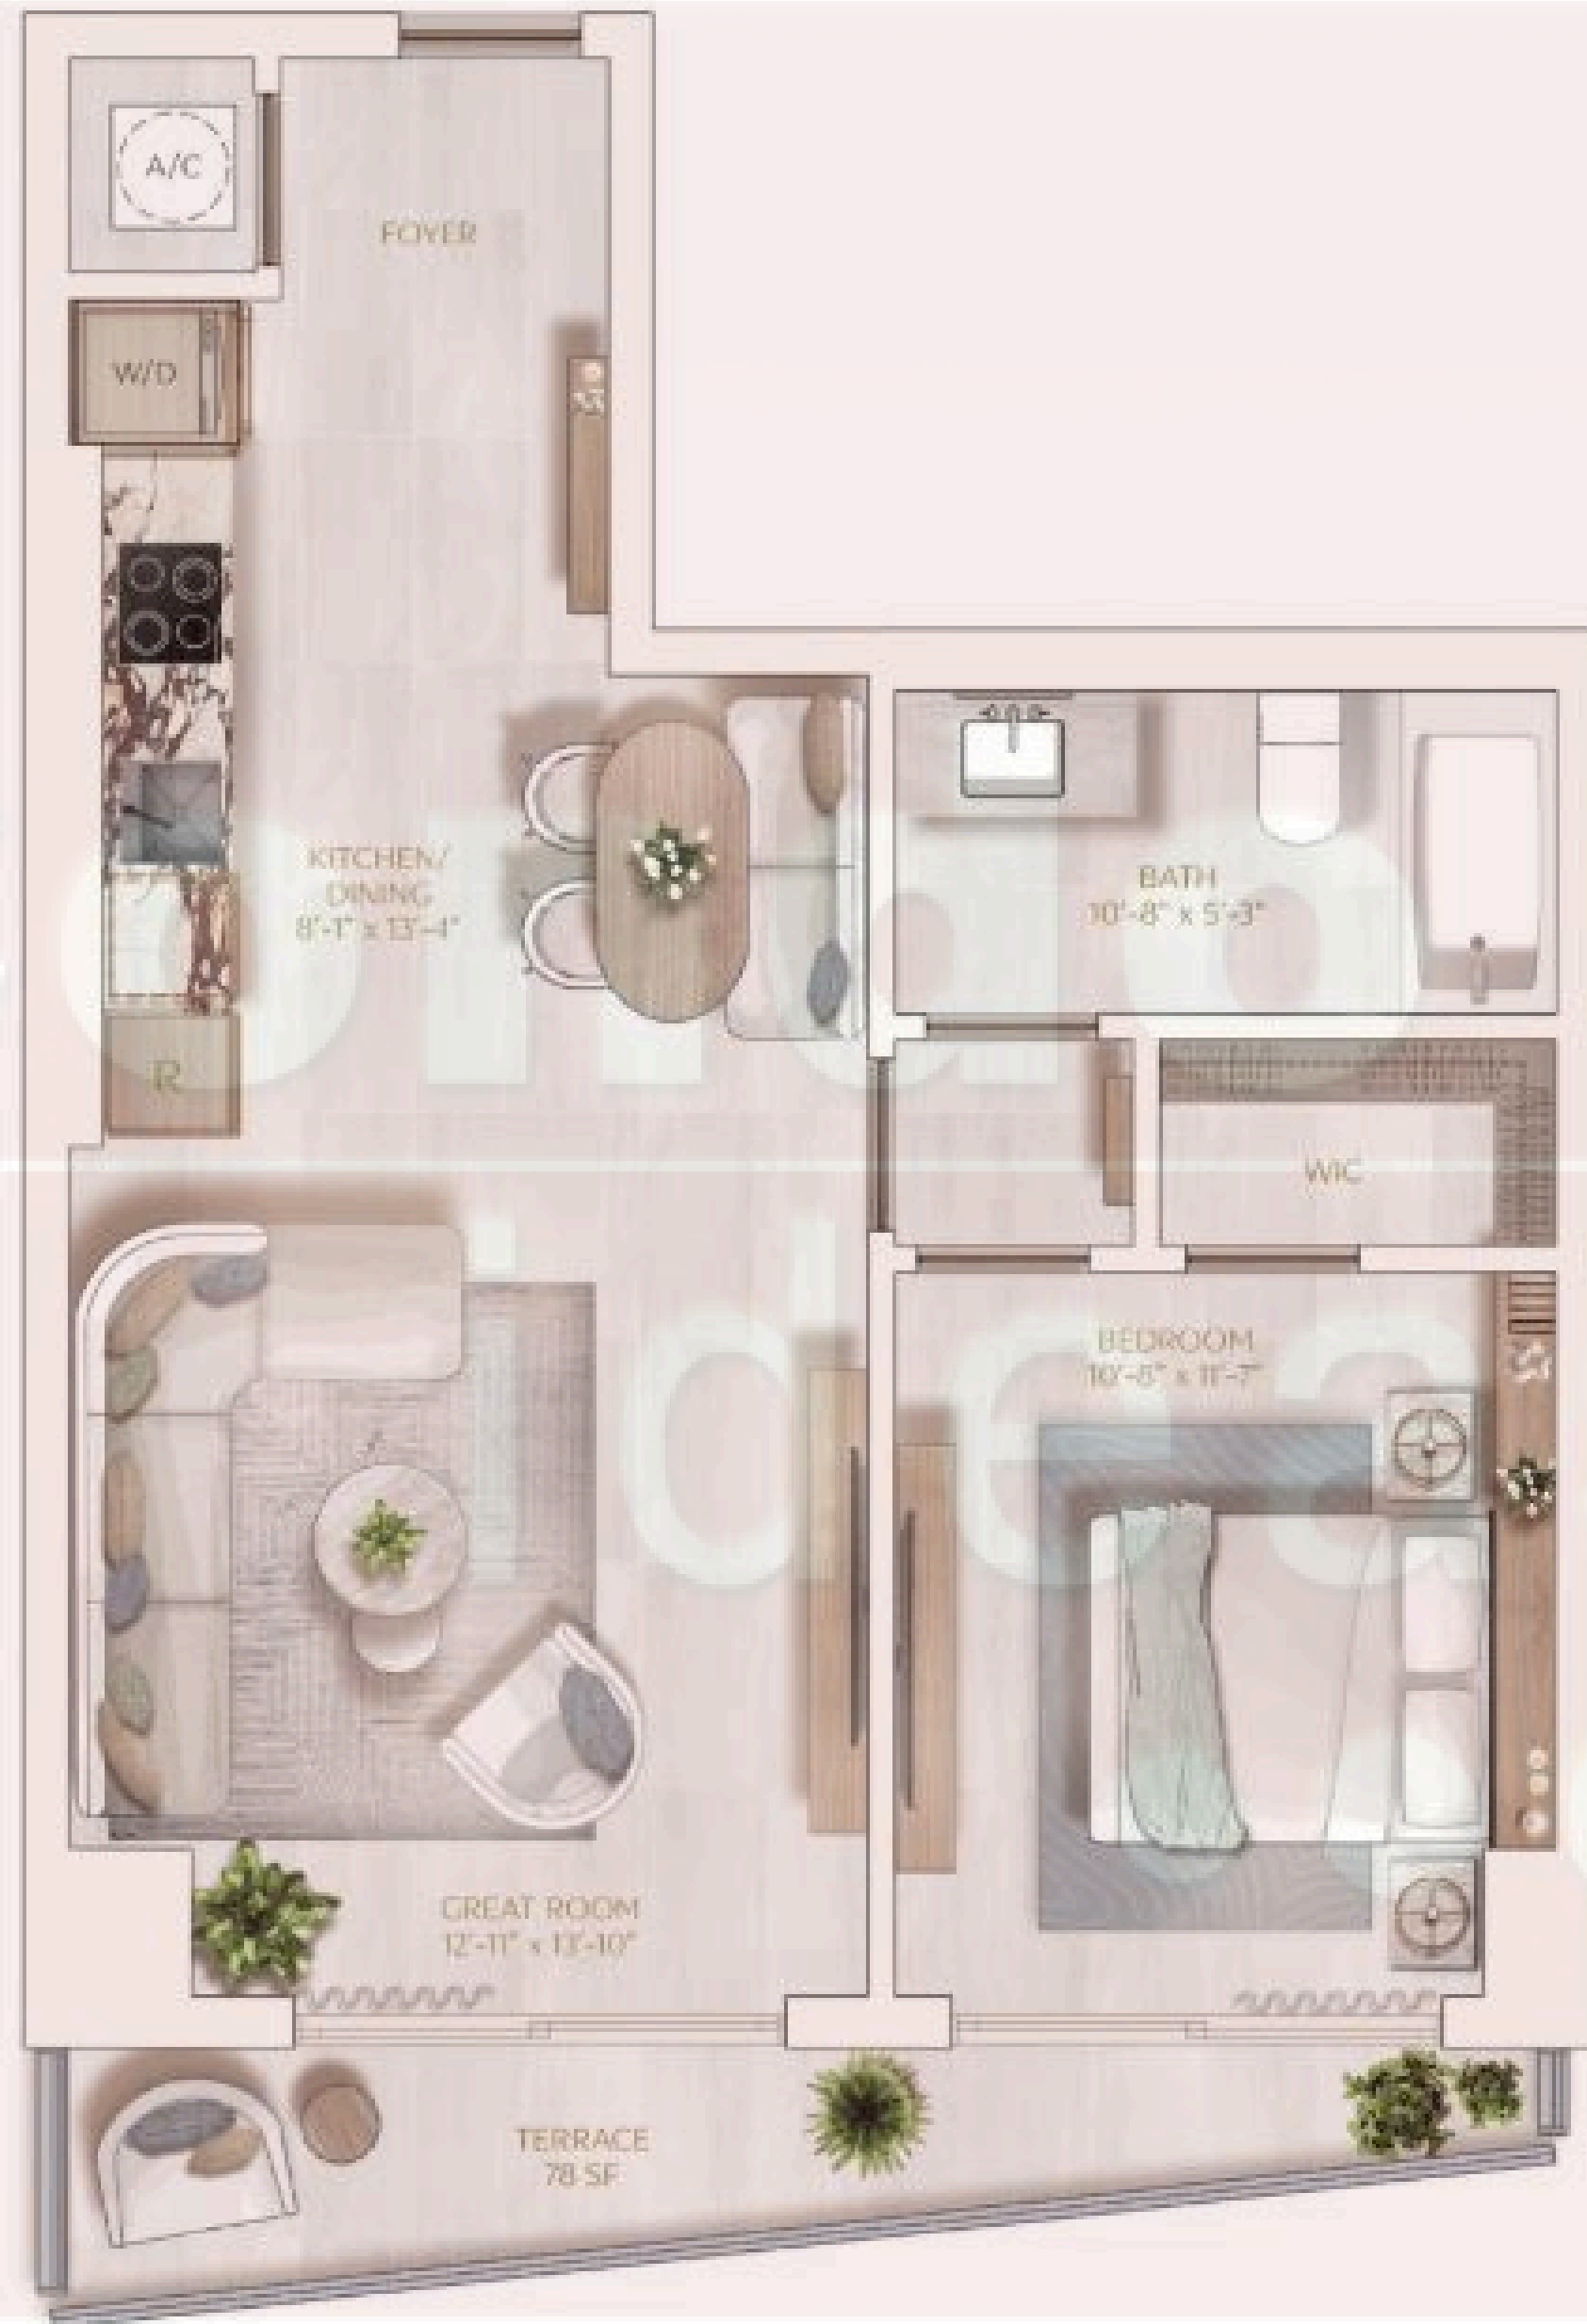 A/C
FOYER
W/D
KITCHEN/
DINING
8'-1" x 13'-4"
BATH
10'-8" x 5'-3"
R
WIC
BEDROOM
10'-8" x 11'-7"
GREAT ROOM
12'-11" x 13'-10"
TERRACE
78 SF